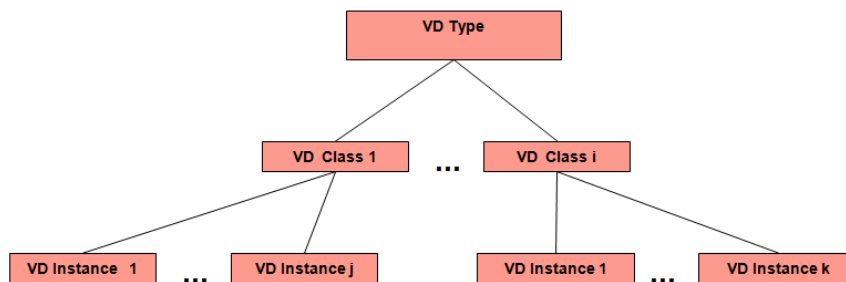 VD Type
VD Class 1 ... VD Class i
VD Instance 1 ... VD Instance j VD Instance 1 ... VD Instance k